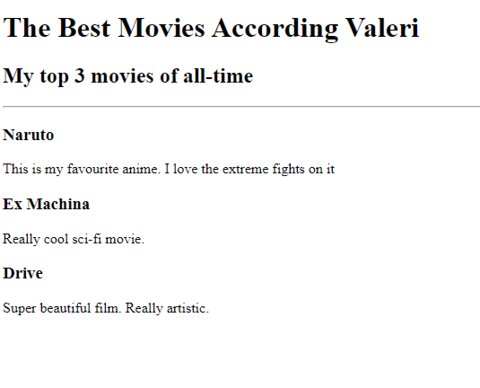 The Best Movies According Valeri
My top 3 movies of all-time
Naruto
This is my favourite anime. I love the extreme fights on it
Ex Machina
Really cool sci-fi movie.
Drive
Super beautiful film. Really artistic.